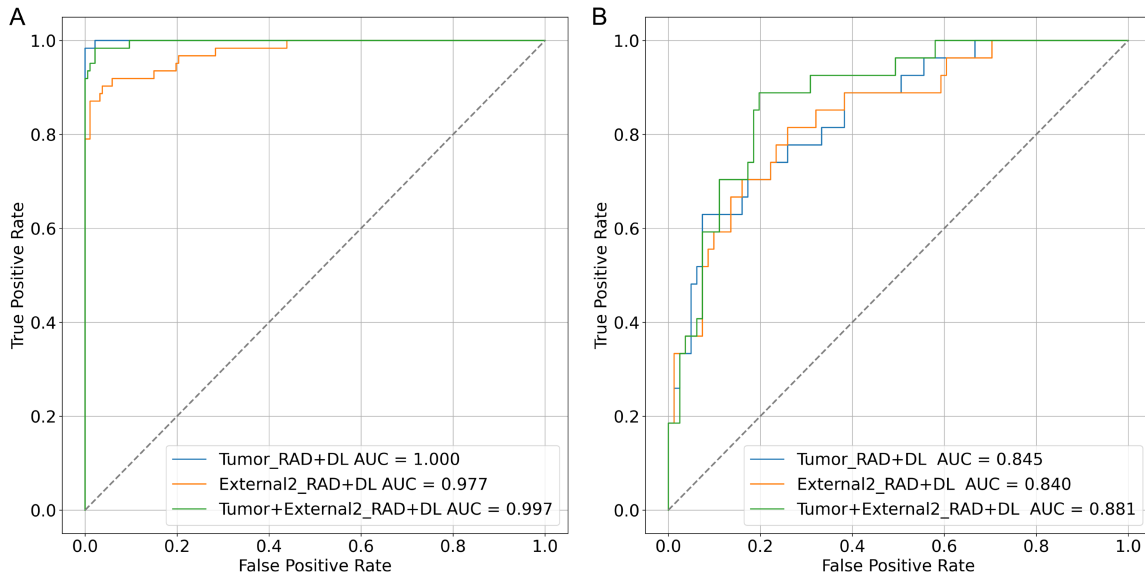 A
True Positive Rate
1.0
0.8
0.6
0.4
0.2
0.0
Tumor_RAD+DL AUC = 1.000
External2_RAD+DL AUC = 0.977
Tumor+External2_RAD+DL AUC = 0.997
0.0 0.2 0.4 0.6 0.8 1.0
False Positive Rate
B
True Positive Rate
1.0
0.8
0.6
0.4
0.2
0.0
Tumor_RAD+DL AUC = 0.845
External2_RAD+DL AUC = 0.840
Tumor+External2_RAD+DL AUC = 0.881
0.0 0.2 0.4 0.6 0.8 1.0
False Positive Rate